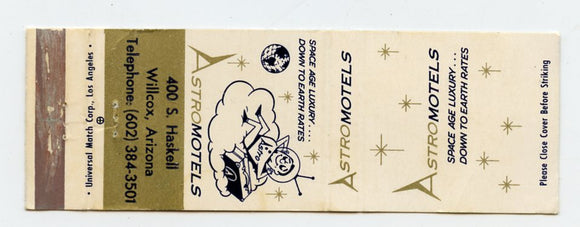 • Universal Match Corp., Los Angeles •
400 S. Haskell
Willcox, Arizona
Telephone: (602) 384-3501
ASTROMOTELS
Astro
SPACE AGE LUXURY....
DOWN TO EARTH RATES
ASTROMOTELS
ASTROMOTELS
SPACE AGE LUXURY...
DOWN TO EARTH RATES
Please Close Cover Before Striking